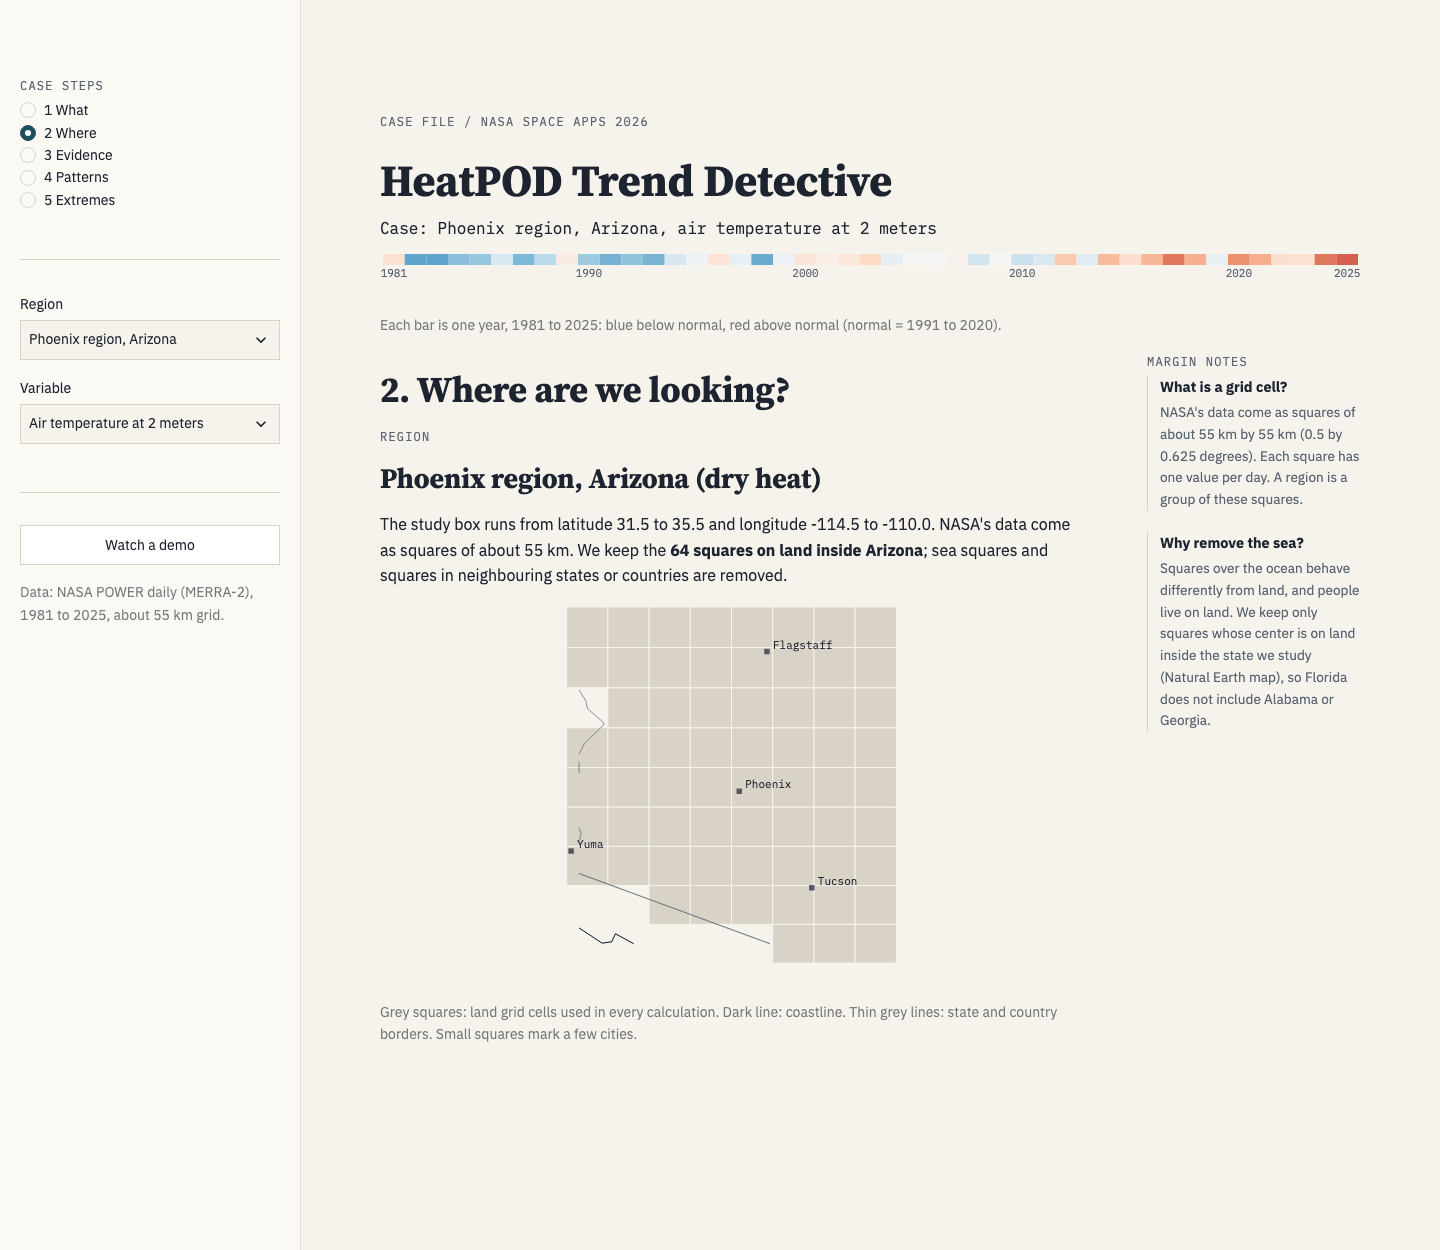 CASE STEPS
1 What
2 Where
3 Evidence
4 Patterns
5 Extremes
Region
Phoenix region, Arizona
Variable
Air temperature at 2 meters
Watch a demo
Data: NASA POWER daily (MERRA-2),
1981 to 2025, about 55 km grid.
CASE FILE / NASA SPACE APPS 2026
HeatPOD Trend Detective
Case: Phoenix region, Arizona, air temperature at 2 meters
1981 1990 2000 2010 2020 2025
Each bar is one year, 1981 to 2025: blue below normal, red above normal (normal = 1991 to 2020).
2. Where are we looking?
REGION
Phoenix region, Arizona (dry heat)
The study box runs from latitude 31.5 to 35.5 and longitude -114.5 to -110.0. NASA's data come
as squares of about 55 km. We keep the 64 squares on land inside Arizona; sea squares and
squares in neighbouring states or countries are removed.
Flagstaff
Phoenix
Yuma
Tucson
Grey squares: land grid cells used in every calculation. Dark line: coastline. Thin grey lines: state and country
borders. Small squares mark a few cities.
MARGIN NOTES
What is a grid cell?
NASA's data come as squares of
about 55 km by 55 km (0.5 by
0.625 degrees). Each square has
one value per day. A region is a
group of these squares.
Why remove the sea?
Squares over the ocean behave
differently from land, and people
live on land. We keep only
squares whose center is on land
inside the state we study
(Natural Earth map), so Florida
does not include Alabama or
Georgia.